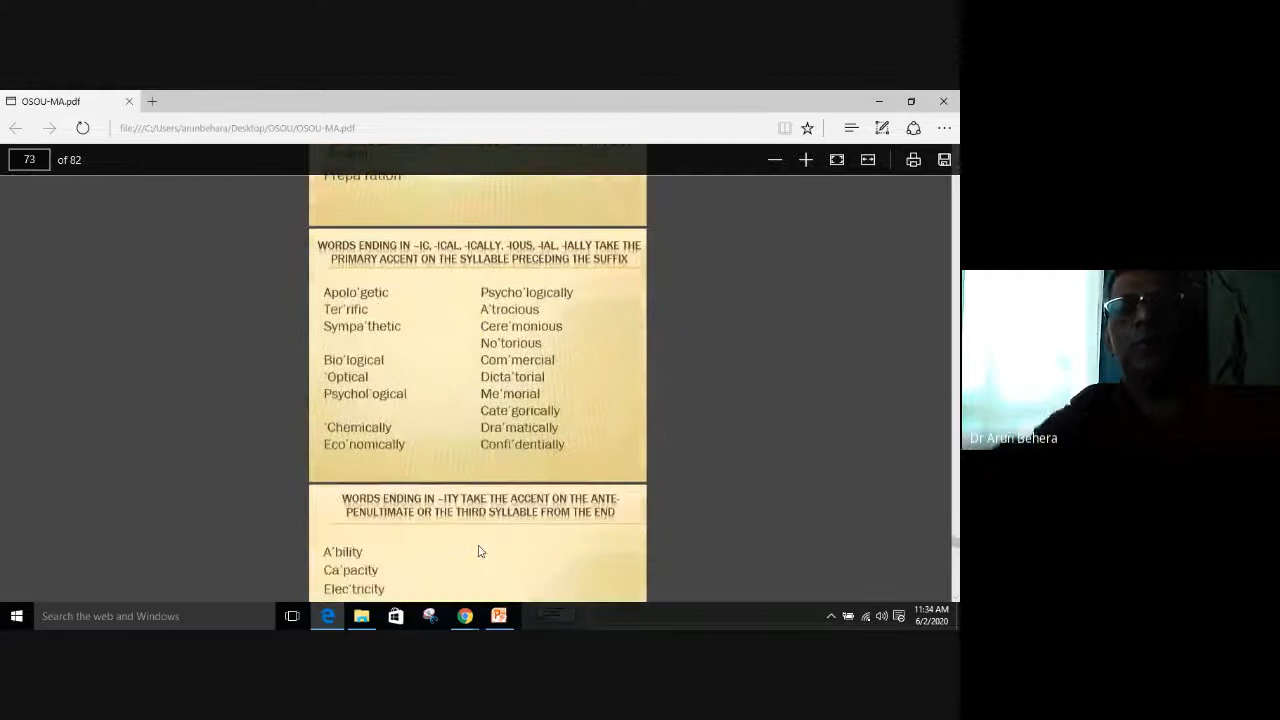 OSOU-MA.pdf
file:///C:/Users/arunbehara/Desktop/OSOU/OSOU-MA.pdf
73 of 82
Prepa'ration
WORDS ENDING IN –IC, -ICAL, -ICALLY, -IOUS, -IAL, -IALLY TAKE THE
PRIMARY ACCENT ON THE SYLLABLE PRECEDING THE SUFFIX
Apolo'getic
Ter'rific
Sympa'thetic
Bio'logical
'Optical
Psychol'ogical
'Chemically
Eco'nomically
Psycho'logically
A'trocious
Cere'monious
No'torious
Com'mercial
Dicta'torial
Me'morial
Cate'gorically
Dra'matically
Confi'dentially
WORDS ENDING IN –ITY TAKE THE ACCENT ON THE ANTE-
PENULTIMATE OR THE THIRD SYLLABLE FROM THE END
A'bility
Ca'pacity
Elec'tricity
Search the web and Windows
11:34 AM
6/2/2020
Dr Arun Behera